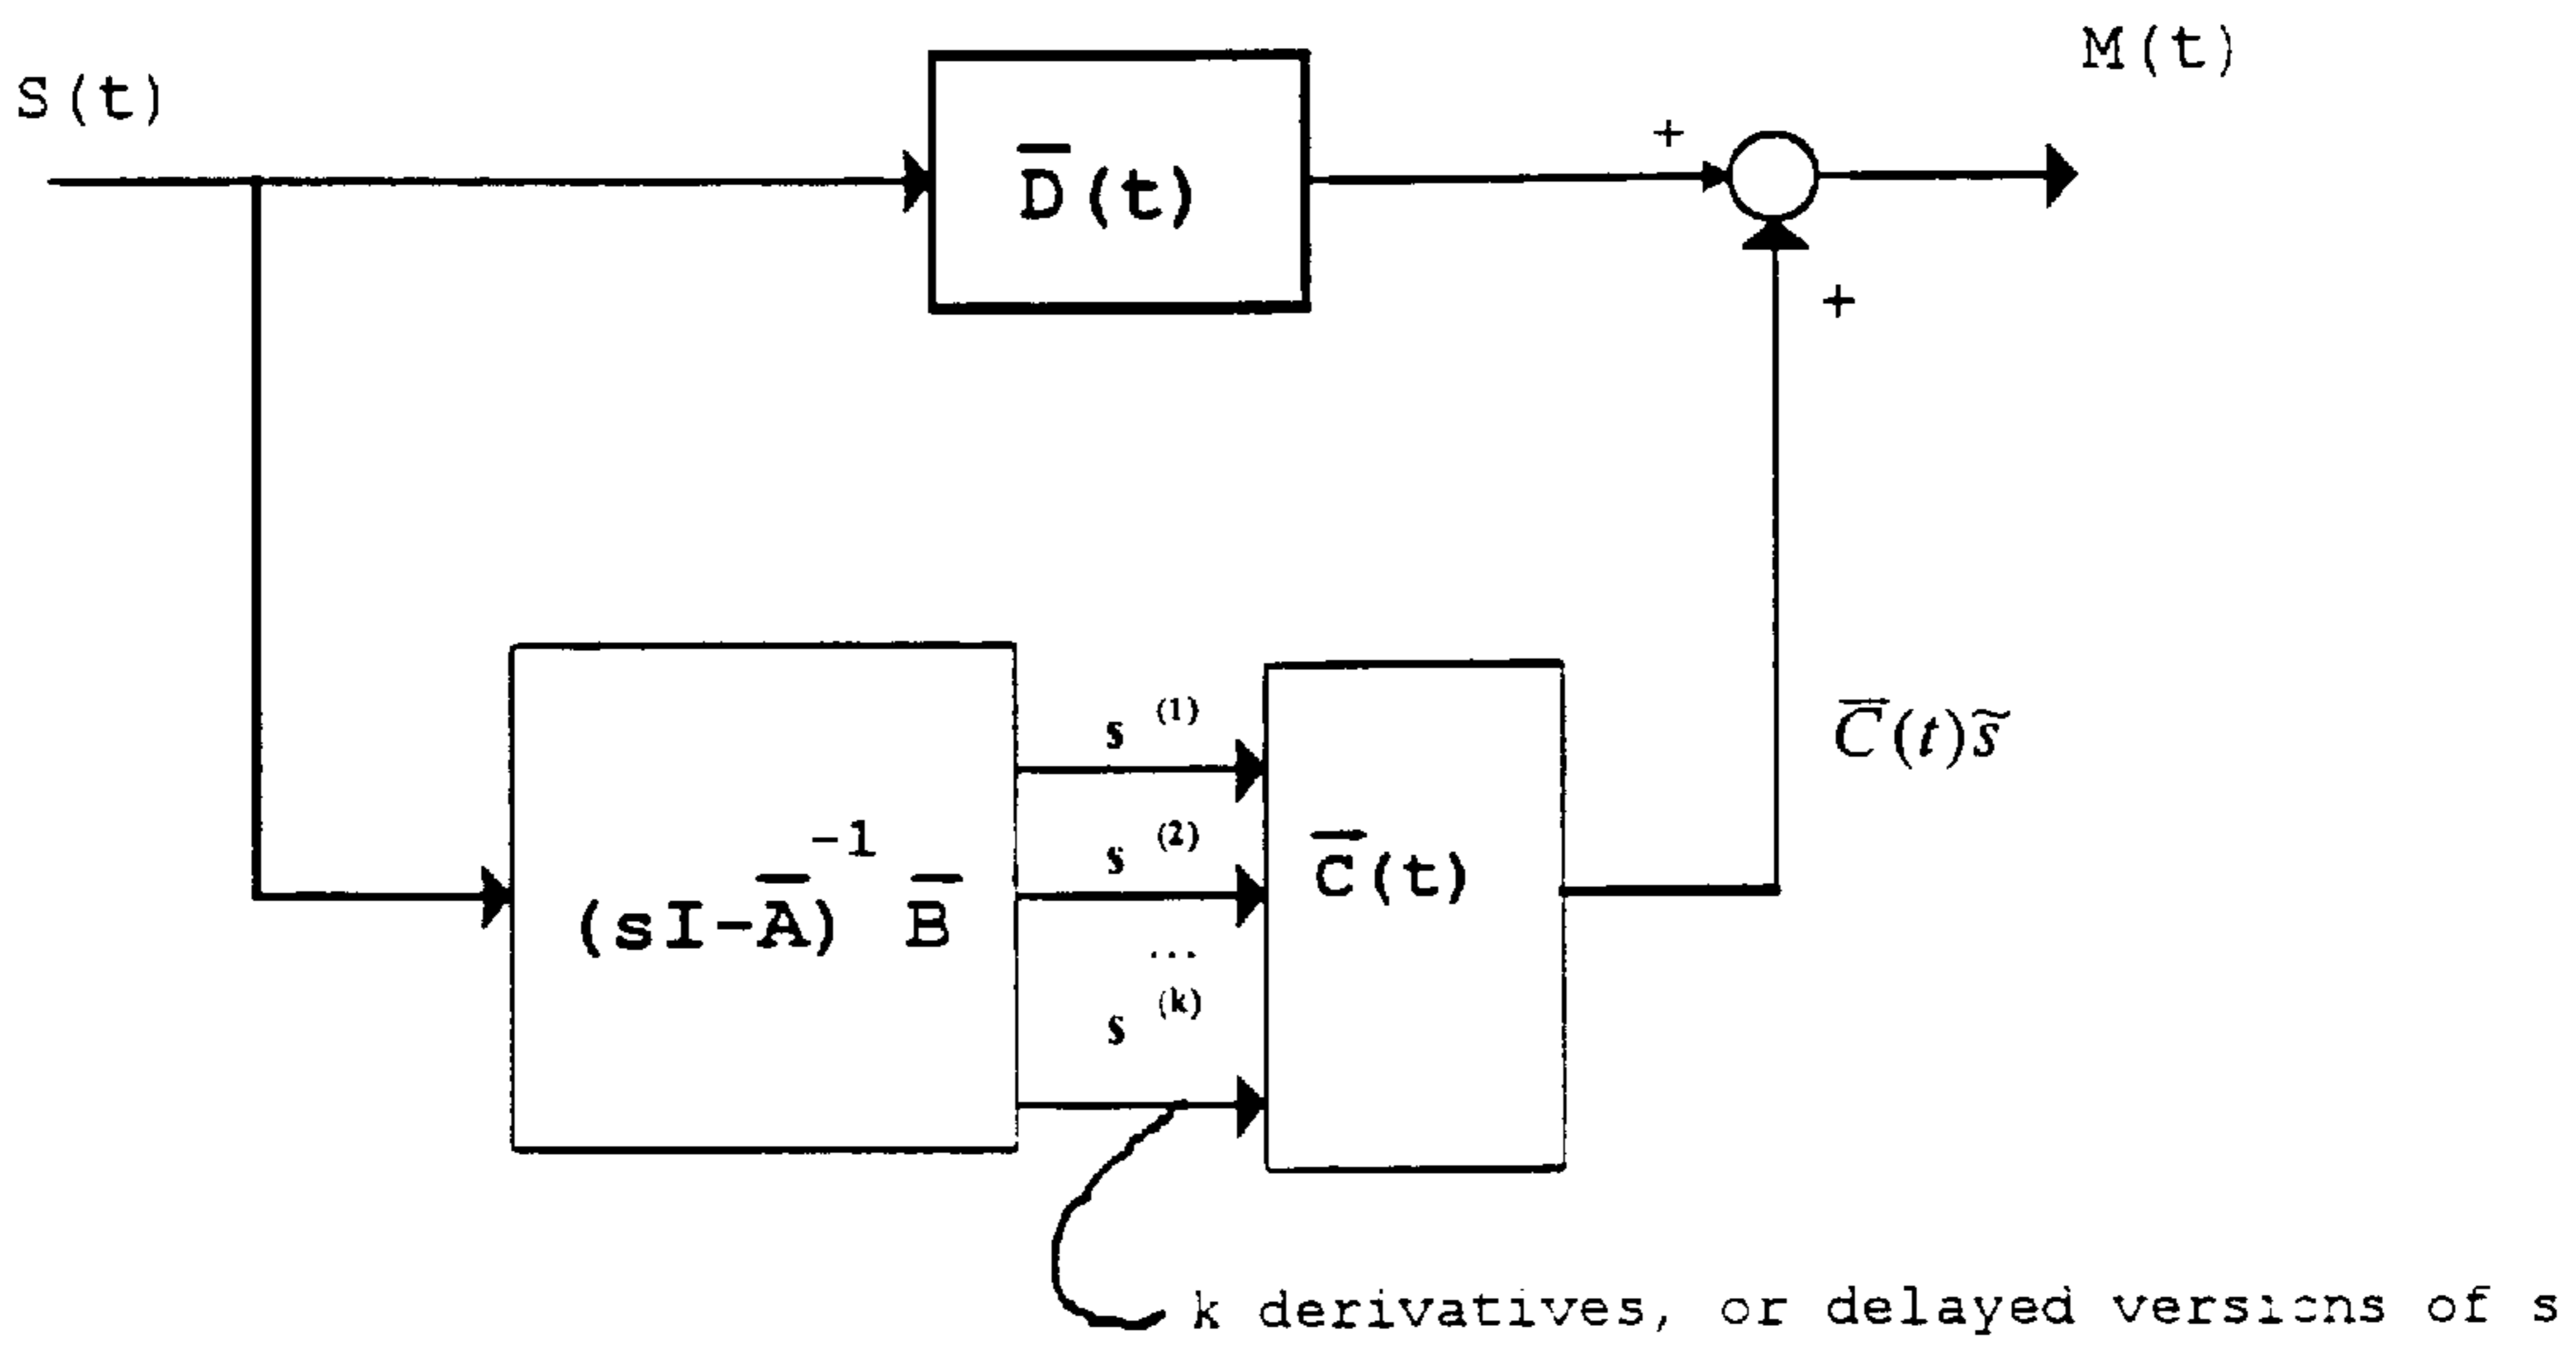 S(t)
M(t)
D̅(t)
+
+
s (1)
s (2)
...
s (k)
(sI-A̅)⁻¹ B̅
C⃗(t)
C⃗(t)s̃
k derivatives, or delayed versions of s